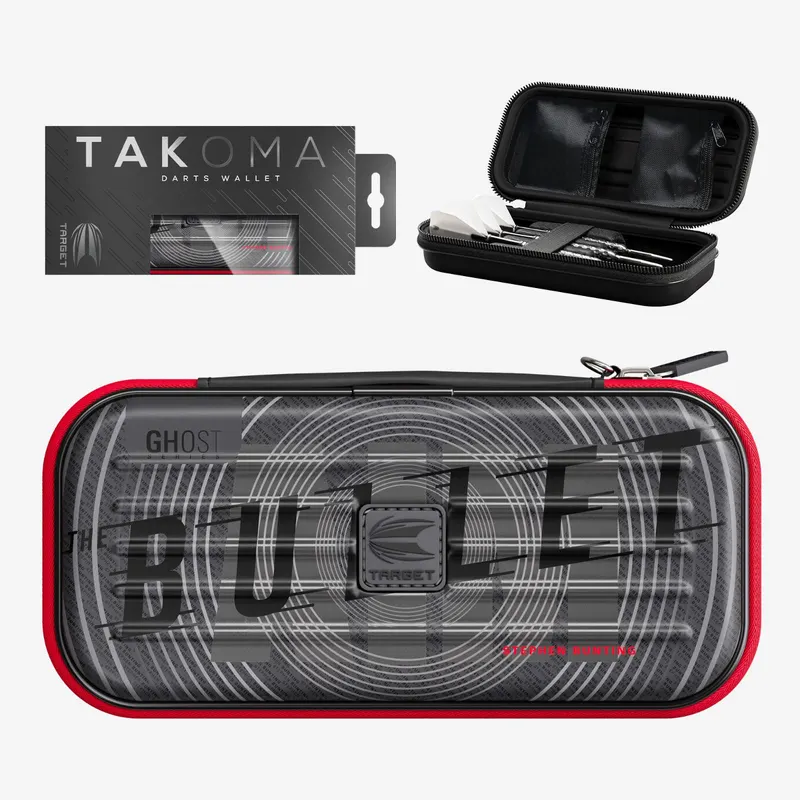 TAKOMA
DARTS WALLET
TARGET
GHOST
THE
BULLET
TARGET
STEPHEN BUNTING